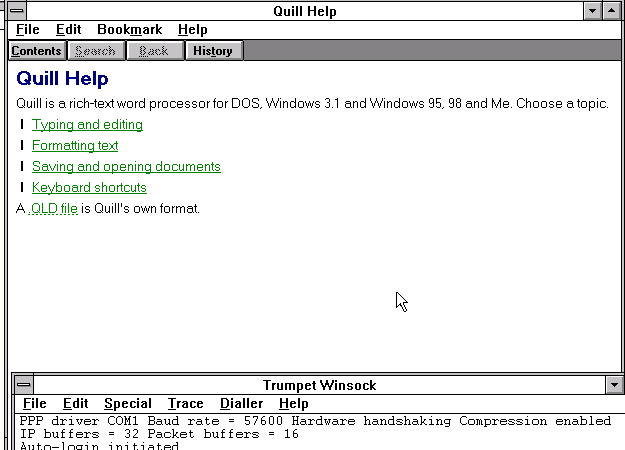 Quill Help
File Edit Bookmark Help
Contents Search Back History
Quill Help
Quill is a rich-text word processor for DOS, Windows 3.1 and Windows 95, 98 and Me. Choose a topic.
Typing and editing
Formatting text
Saving and opening documents
Keyboard shortcuts
A .QLD file is Quill's own format.
Trumpet Winsock
File Edit Special Trace Dialler Help
PPP driver COM1 Baud rate = 57600 Hardware handshaking Compression enabled
IP buffers = 32 Packet buffers = 16
Auto-login initiated